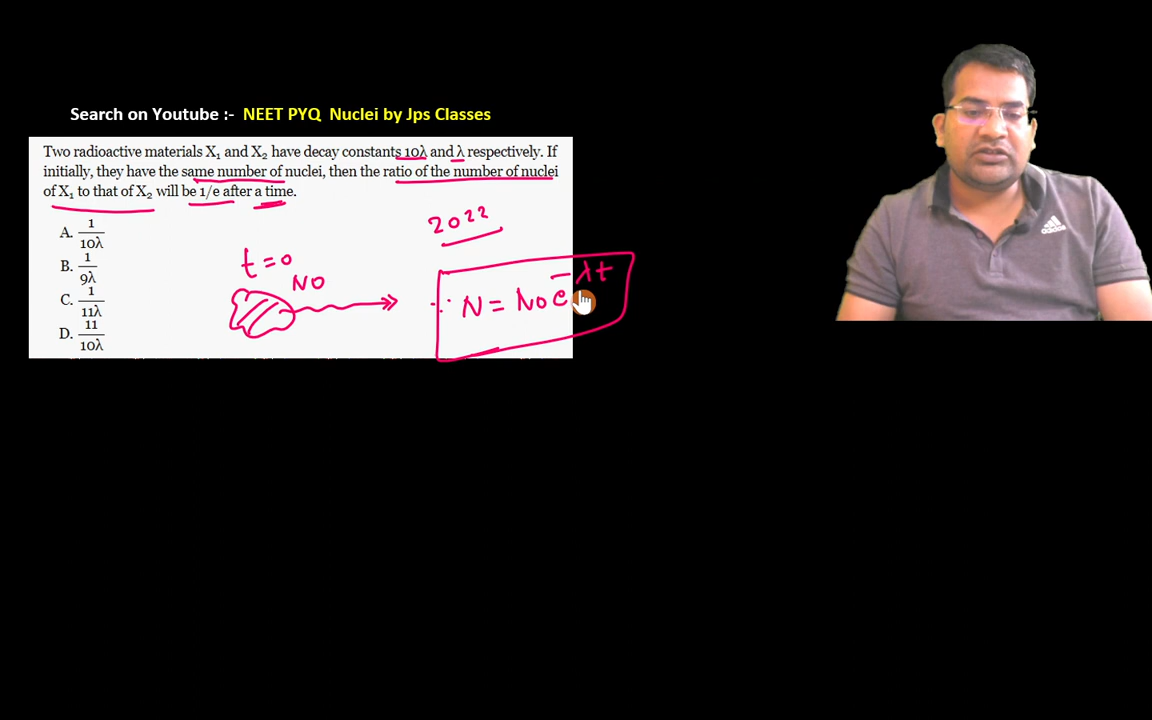 Search on Youtube :- NEET PYQ Nuclei by Jps Classes
Two radioactive materials X₁ and X₂ have decay constants 10λ and λ respectively. If
initially, they have the same number of nuclei, then the ratio of the number of nuclei
of X₁ to that of X₂ will be 1/e after a time.
A. 1/10λ
B. 1/9λ
C. 1/11λ
D. 11/10λ
2022
t=0
NO
∵ N = No e^-λt
adidas